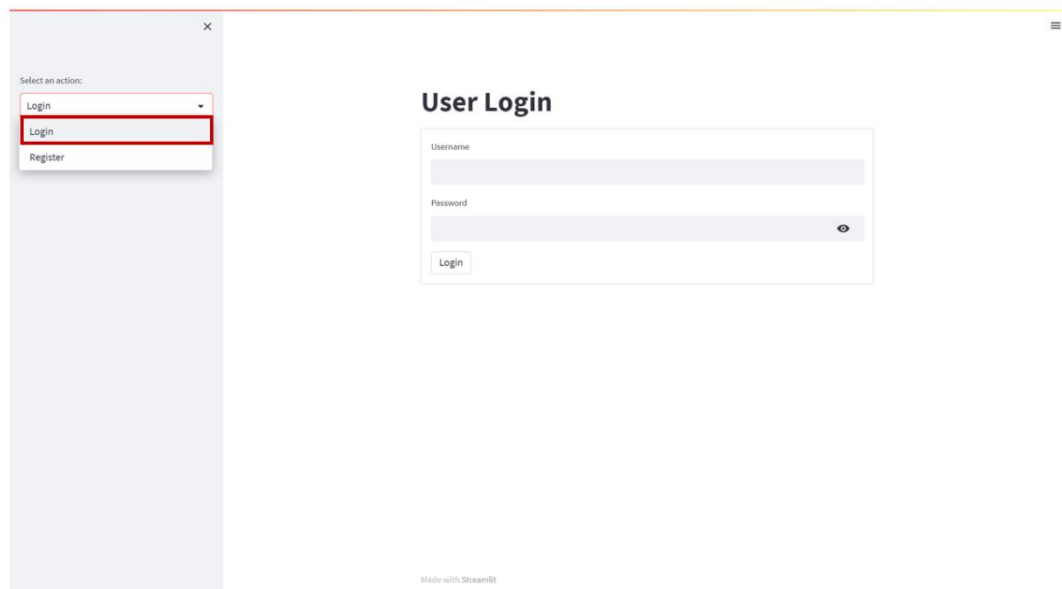 Select an action:
Login
Login
Register
User Login
Username
Password
Login
Made with Streamlit